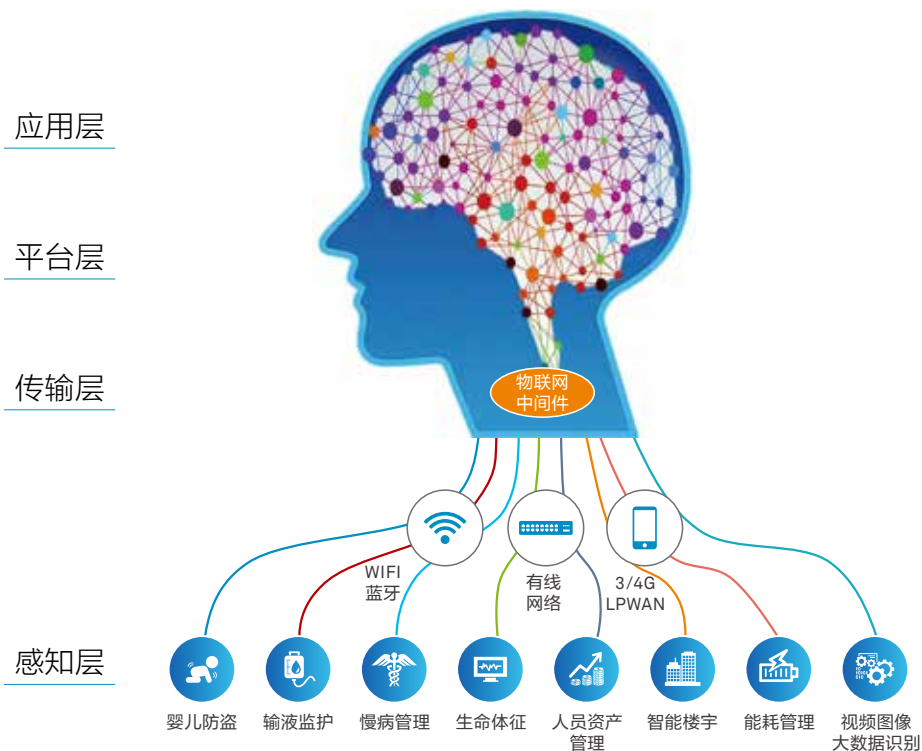 应用层
平台层
传输层
物联网
中间件
WIFI
蓝牙
有线
网络
3/4G
LPWAN
感知层
婴儿防盗
输液监护
慢病管理
生命体征
人员资产
管理
智能楼宇
能耗管理
视频图像
大数据识别